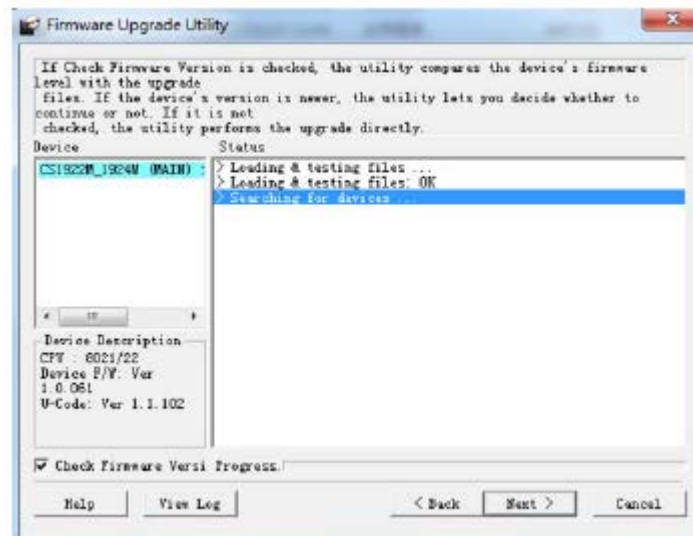 Firmware Upgrade Utility
If Check Firmware Version is checked, the utility compares the device's firmware
level with the upgrade
files. If the device's version is newer, the utility lets you decide whether to
continue or not. If it
is not
checked, the utility performs the upgrade directly.
Device
Status
CS1922M_1924M (MAIN) :
> Loading & testing files ...
> Loading & testing files: OK
> Searching for devices ...
Device Description
CPU : 8021/22
Device F/W: Ver
1.0.061
U-Code: Ver 1.1.102
Check Firmware Versi Progress.
Help
View Log
< Back
Next >
Cancel